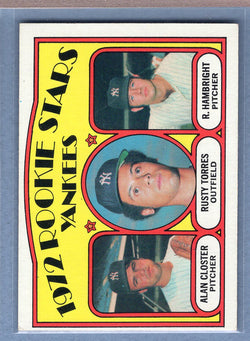 1972 ROOKIE STARS
YANKEES
R. HAMBRIGHT
PITCHER
RUSTY TORRES
OUTFIELD
ALAN CLOSTER
PITCHER